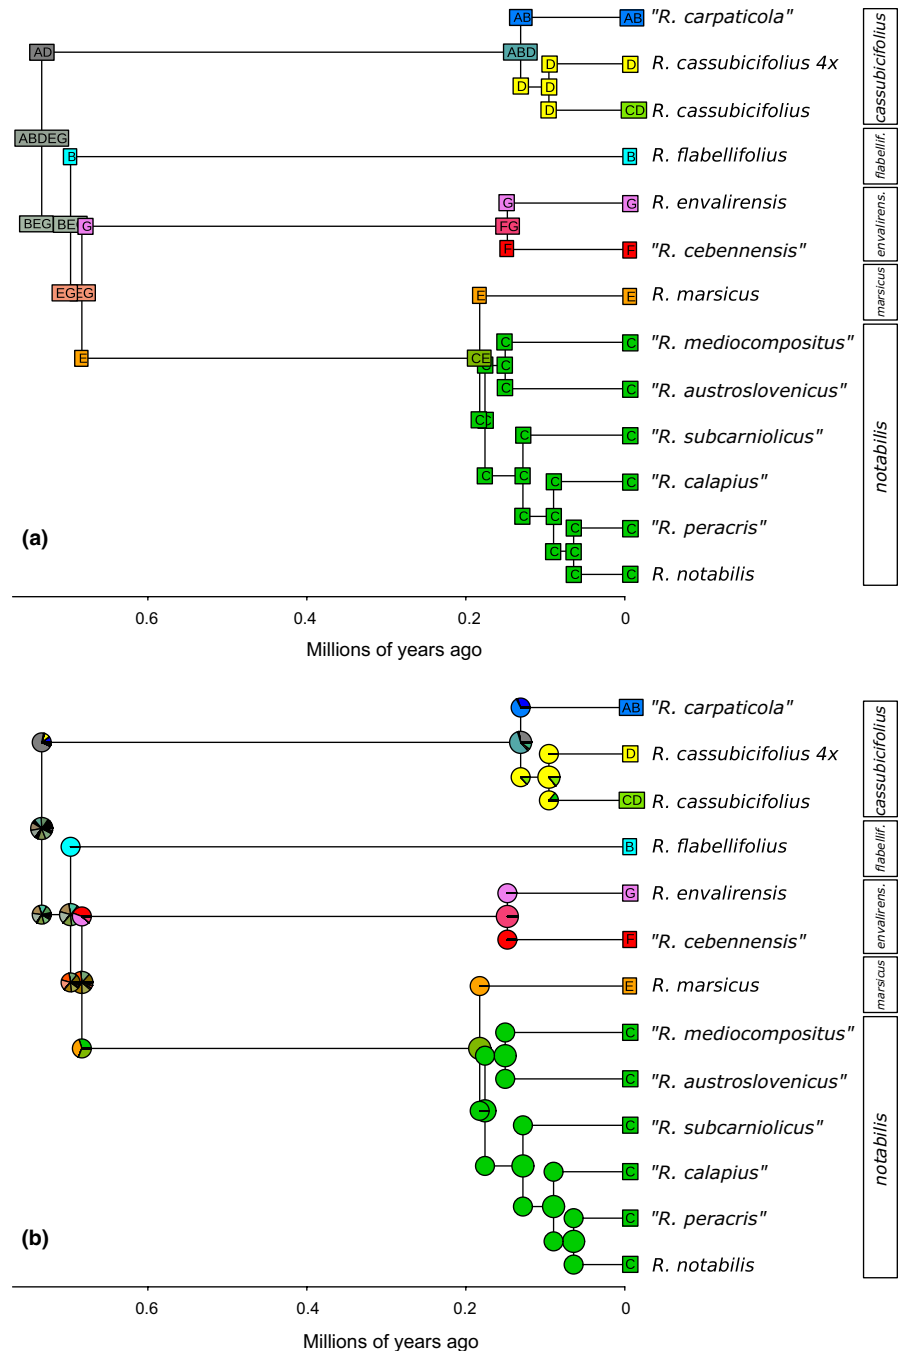 AB AB "R. carpaticola"
AD ABD
D D R. cassubicifolius 4x
D D
D CD R. cassubicifolius
cassubicifolius
ABDEG
B B R. flabellifolius
flabellif.
G G R. envalirensis
BEG G FG
F F "R. cebennensis"
envalirens.
EG EG E E R. marsicus
marsicus
C C "R. mediocompositus"
E CE C
C C "R. austroslovenicus"
C C C "R. subcarniolicus"
C C C C "R. calapius"
C C C C "R. peracris"
C C
C C R. notabilis
notabilis
(a)
0.6 0.4 0.2 0
Millions of years ago
AB "R. carpaticola"
D R. cassubicifolius 4x
CD R. cassubicifolius
cassubicifolius
B R. flabellifolius
flabellif.
G R. envalirensis
F "R. cebennensis"
envalirens.
E R. marsicus
marsicus
C "R. mediocompositus"
C "R. austroslovenicus"
C "R. subcarniolicus"
C "R. calapius"
C "R. peracris"
C R. notabilis
notabilis
(b)
0.6 0.4 0.2 0
Millions of years ago